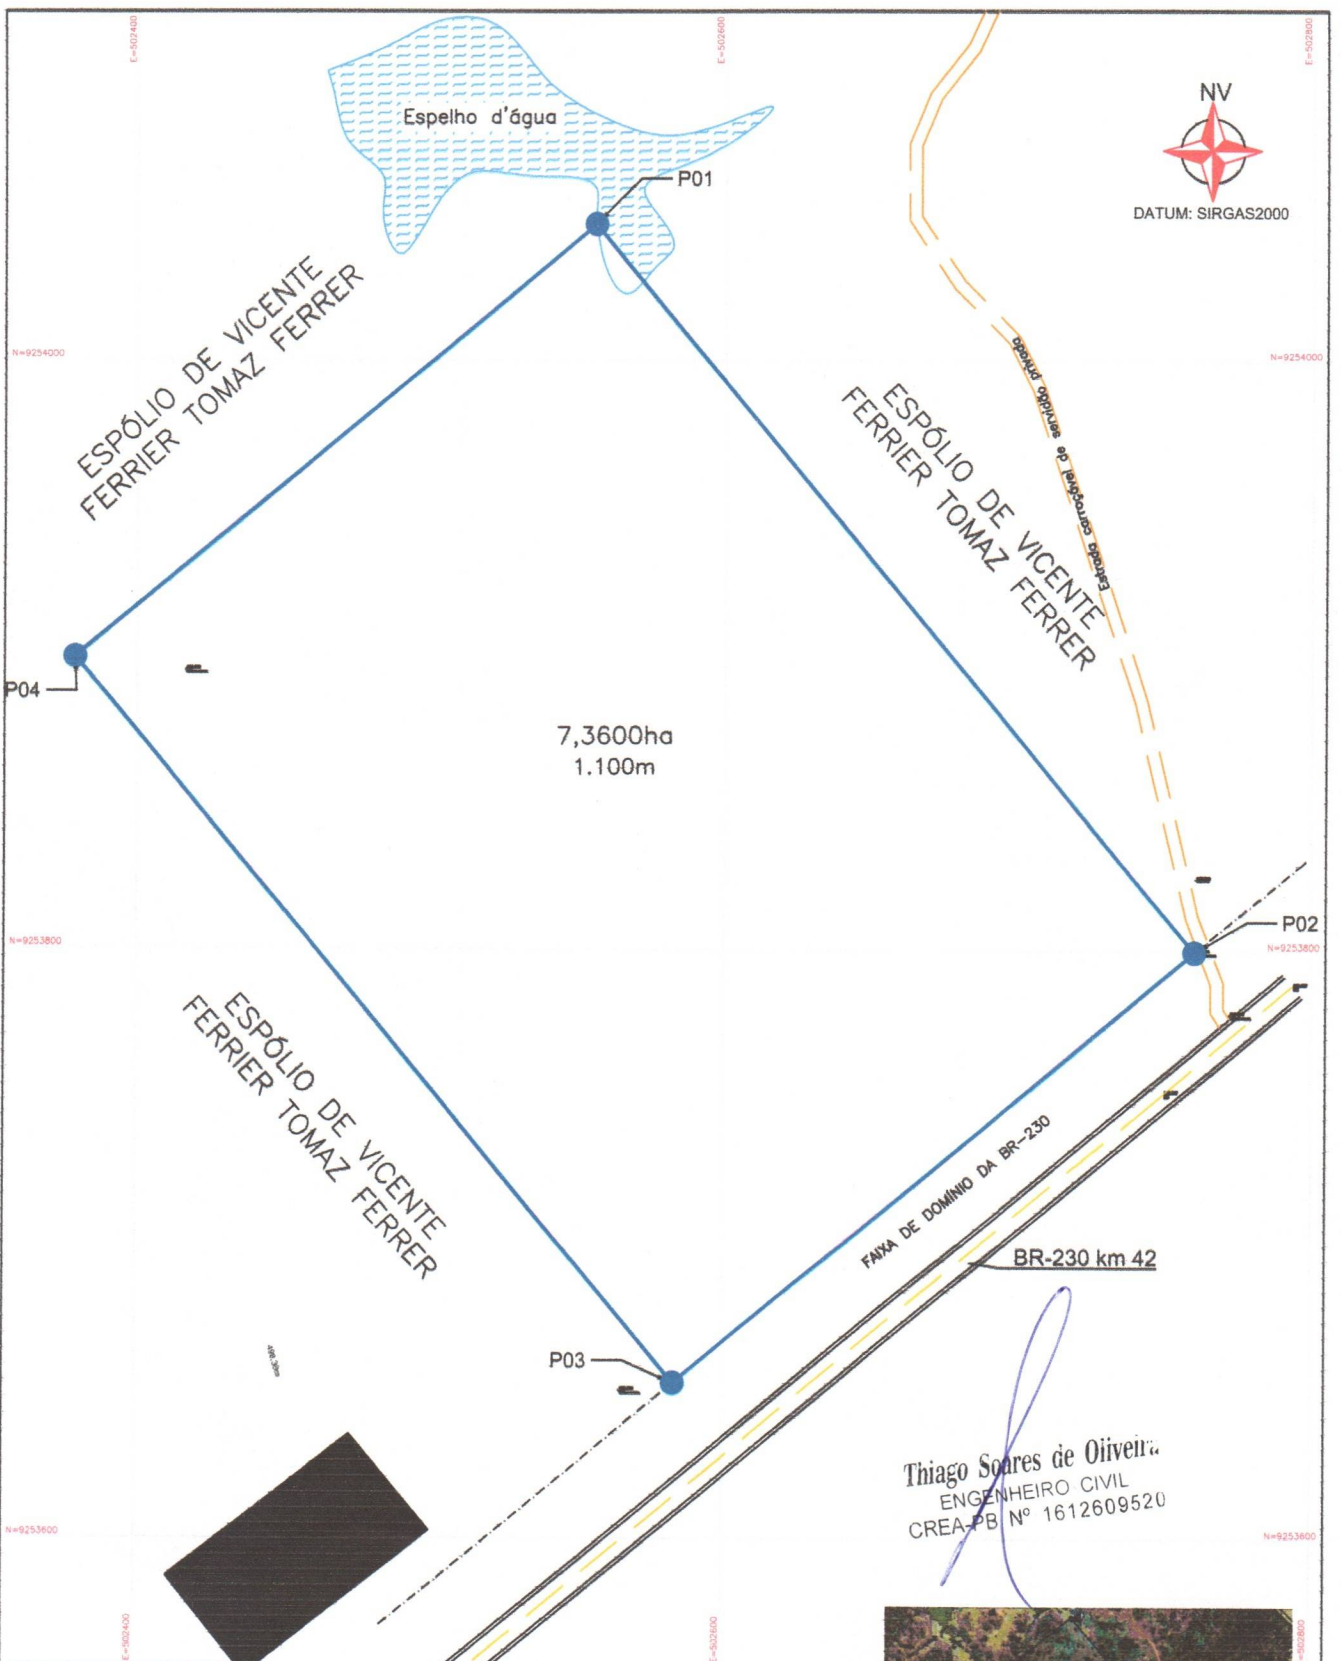 E=502400
E=502600
E=502800
NV
Espelho d'água
P01
DATUM: SIRGAS2000
ESPÓLIO DE VICENTE
FERRIER TOMAZ FERRER
N=9254000
N=9254000
Estrada carroçável de servidão privada
ESPÓLIO DE VICENTE
FERRIER TOMAZ FERRER
P04
7,3600ha
1.100m
P02
N=9253800
N=9253800
ESPÓLIO DE VICENTE
FERRIER TOMAZ FERRER
FAIXA DE DOMÍNIO DA BR-230
BR-230 km 42
P03
Thiago Soares de Oliveira
ENGENHEIRO CIVIL
CREA-PB Nº 1612609520
N=9253600
N=9253600
E=502400
E=502600
E=502800